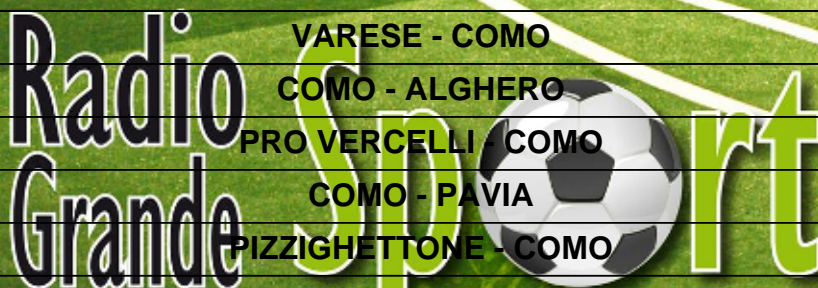 Radio
Grande
Sport
VARESE - COMO
COMO - ALGHERO
PRO VERCELLI - COMO
COMO - PAVIA
PIZZIGHETTONE - COMO